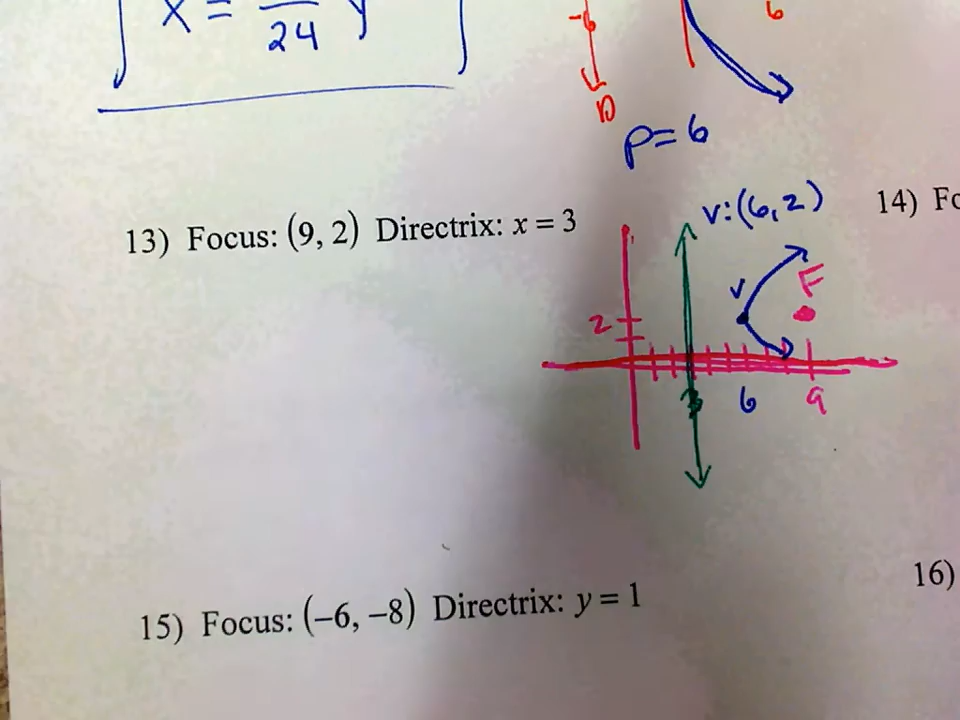 x = — y
24
-6
6
D
p=6
13) Focus: (9, 2) Directrix: x = 3
v:(6,2)
14) Fo
V
F
2
3
6
9
15) Focus: (−6, −8) Directrix: y = 1
16)